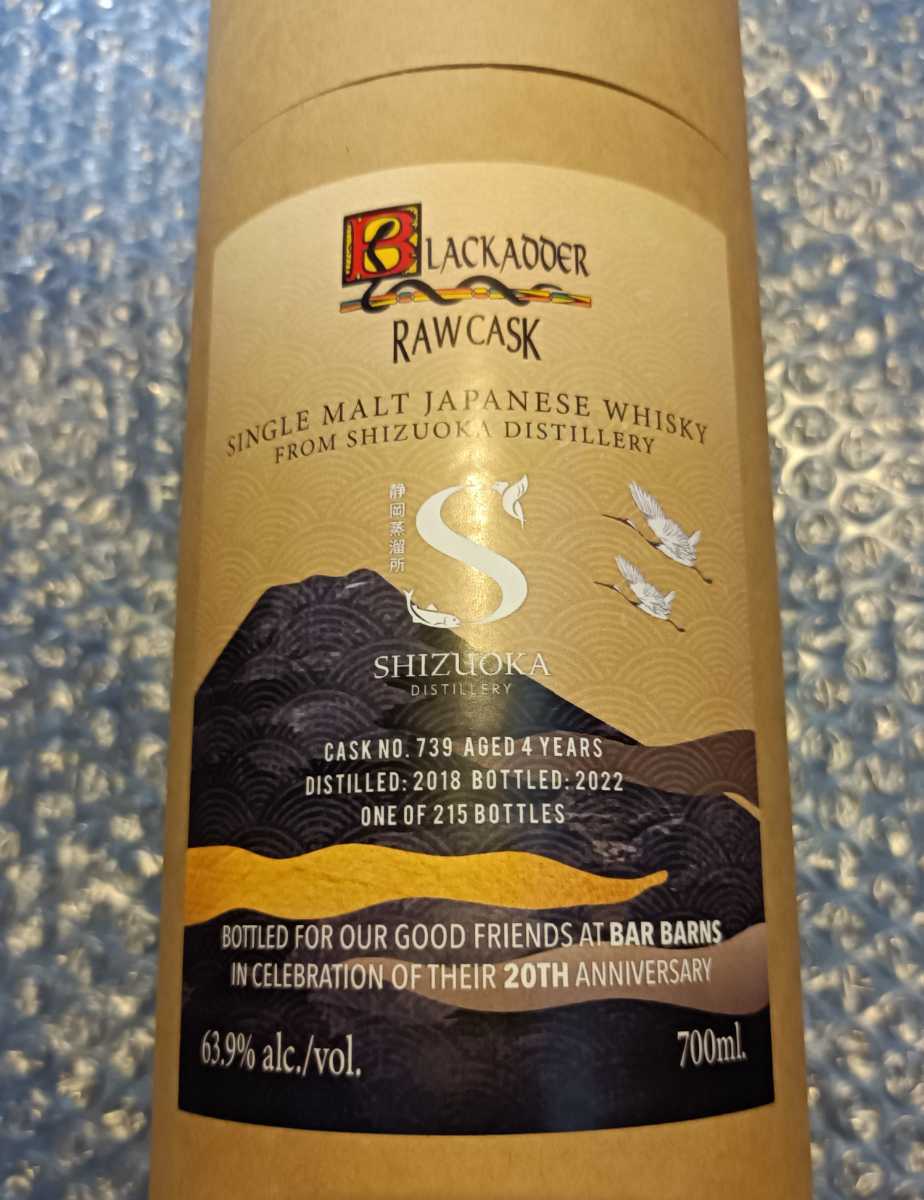 BLACKADDER
RAW CASK
SINGLE MALT JAPANESE WHISKY
FROM SHIZUOKA DISTILLERY
静岡蒸溜所
S
SHIZUOKA
DISTILLERY
CASK NO. 739 AGED 4 YEARS
DISTILLED: 2018 BOTTLED: 2022
ONE OF 215 BOTTLES
BOTTLED FOR OUR GOOD FRIENDS AT BAR BARNS
IN CELEBRATION OF THEIR 20TH ANNIVERSARY
63.9% alc./vol.
700ml.